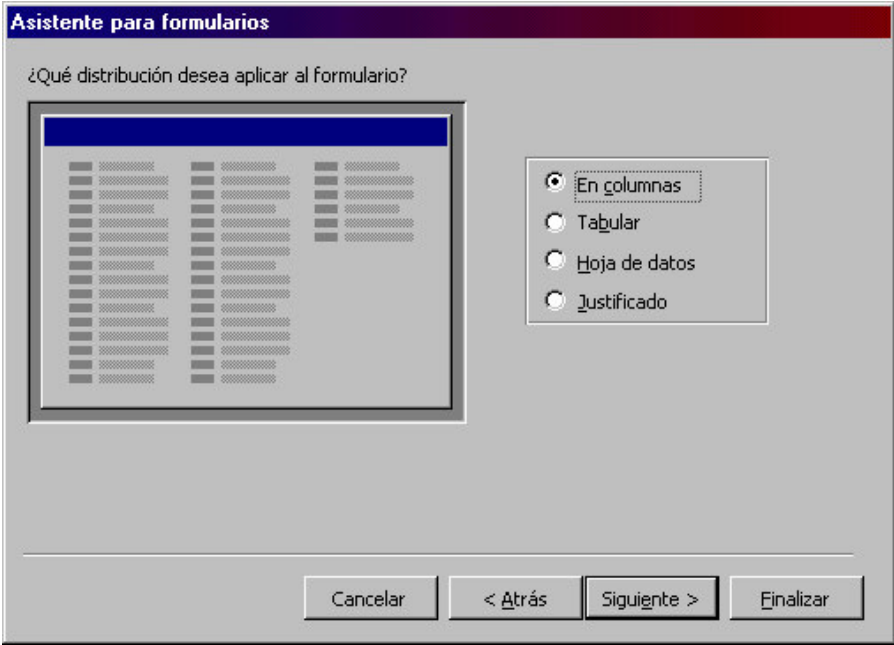 Asistente para formularios
¿Qué distribución desea aplicar al formulario?
En columnas
Tabular
Hoja de datos
Justificado
Cancelar
< Atrás
Siguiente >
Finalizar